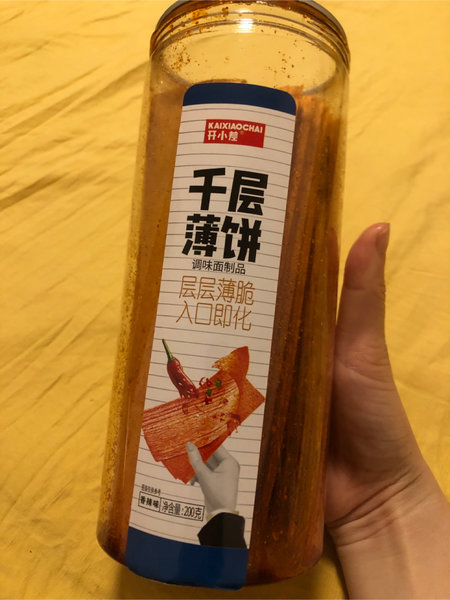 KAIXIAOCHAI
开小差®
千层
薄饼
调味面制品
层层薄脆
入口即化
香辣味
净含量:200克